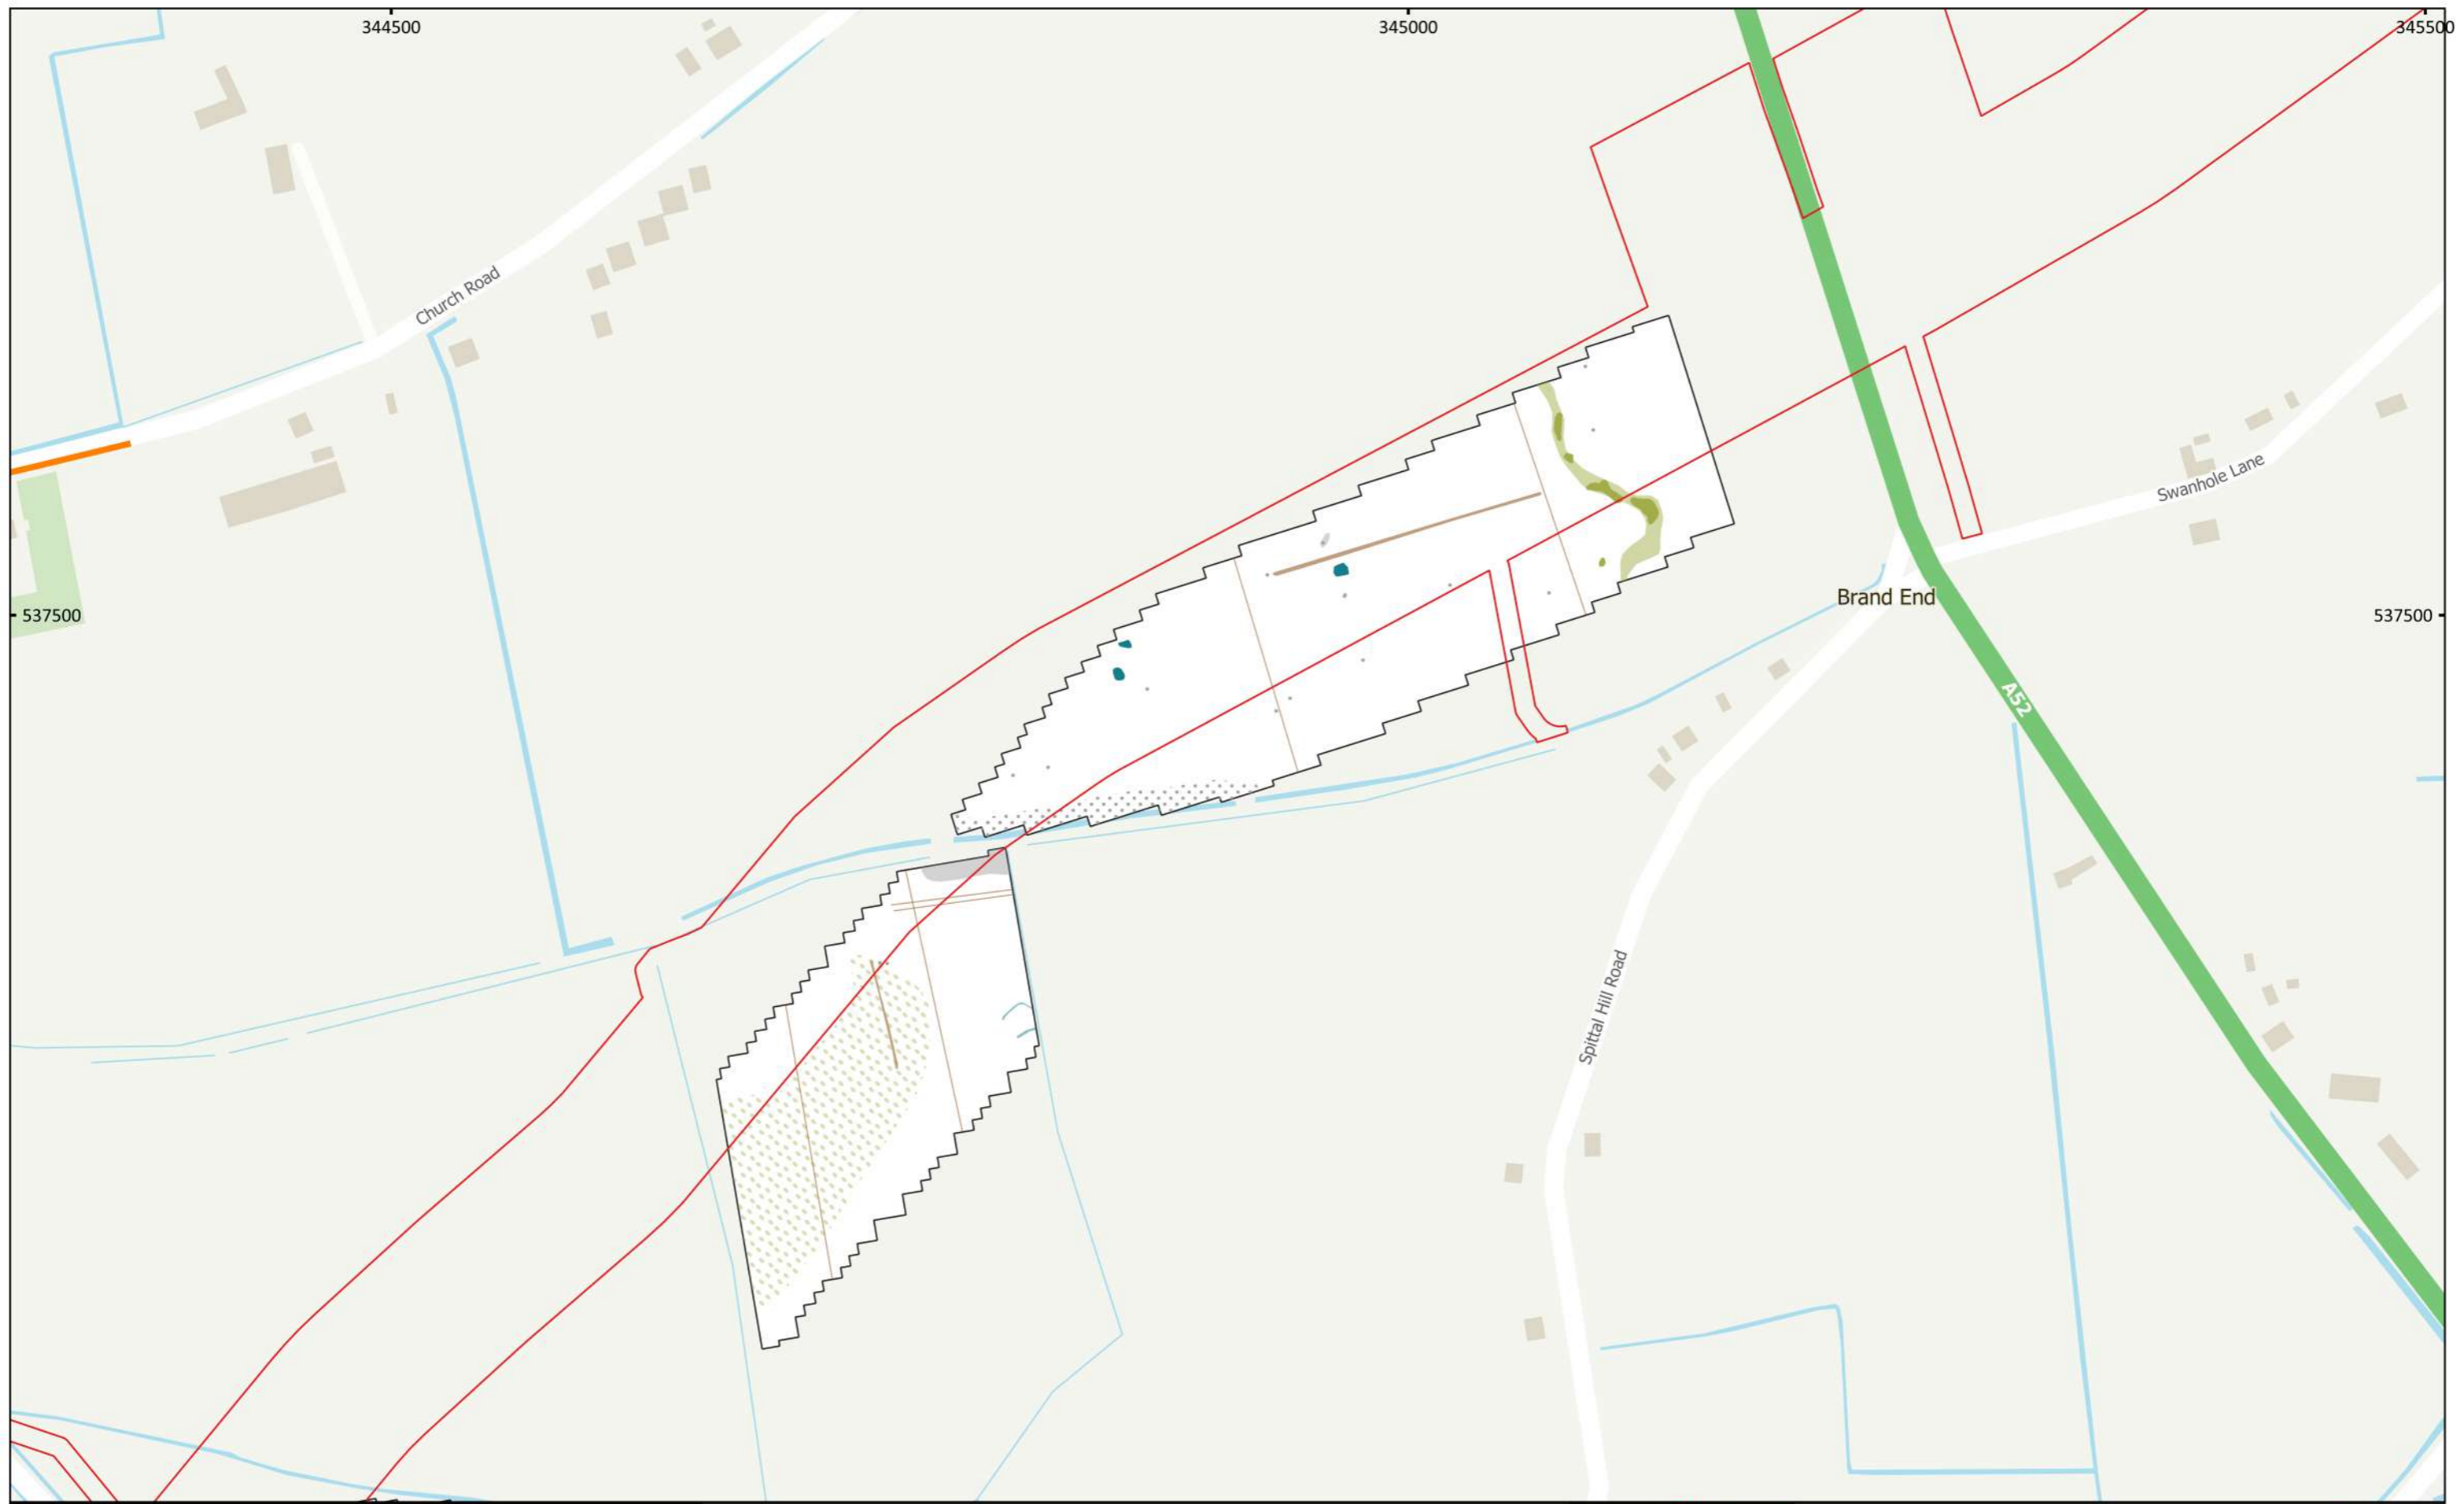 344500
345000
345500
Church Road
Swanhole Lane
Brand End
537500
537500
A52
Spittal Hill Road